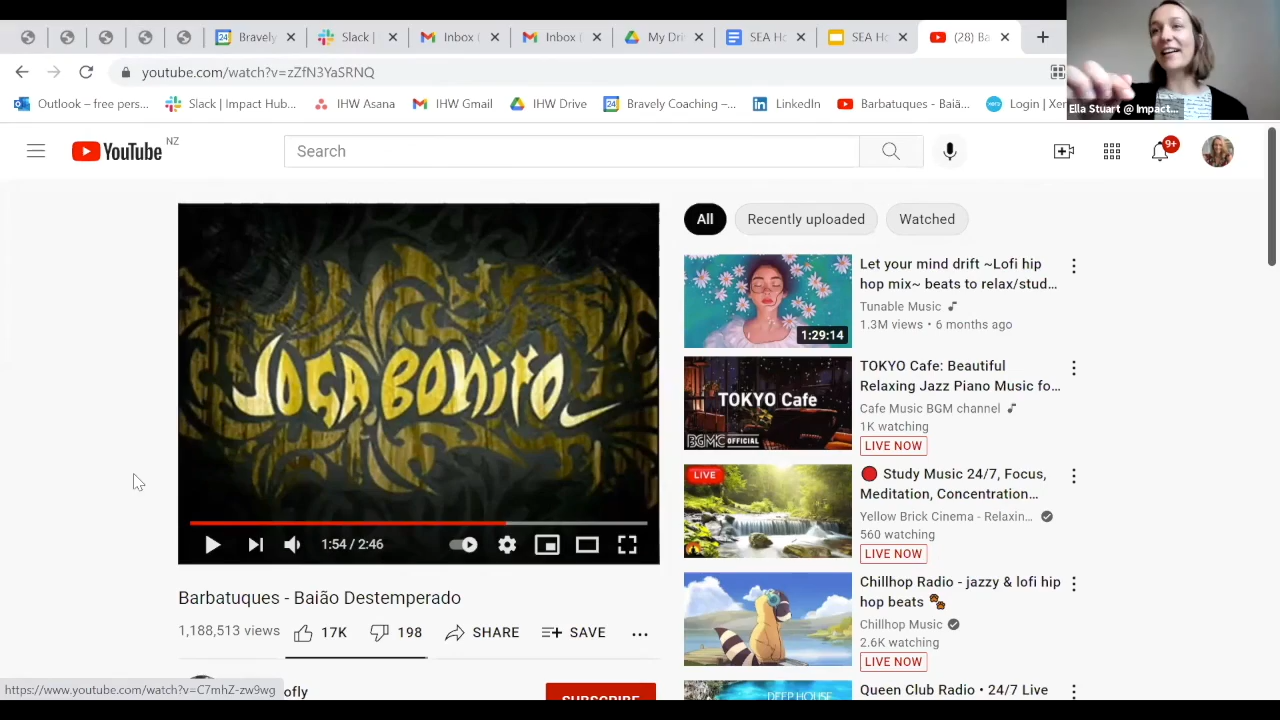 Bravely
Slack |
Inbox (
Inbox (
My Dri
SEA Ho
SEA Ho
(28) Ba
youtube.com/watch?v=zZfN3YaSRNQ
Outlook – free pers...
Slack | Impact Hub...
IHW Asana
IHW Gmail
IHW Drive
Bravely Coaching –...
LinkedIn
Barbatuques - Baiã...
Login | Xer
Ella Stuart @ Impact...
YouTube NZ
Search
9+
JOGA BONITO
1:54 / 2:46
Barbatuques - Baião Destemperado
1,188,513 views
17K
198
SHARE
SAVE
ofly
SUBSCRIBE
https://www.youtube.com/watch?v=C7mhZ-zw9wg
All
Recently uploaded
Watched
1:29:14
Let your mind drift ~Lofi hip
hop mix~ beats to relax/stud...
Tunable Music
1.3M views • 6 months ago
TOKYO Cafe
BGMC OFFICIAL
TOKYO Cafe: Beautiful
Relaxing Jazz Piano Music fo...
Cafe Music BGM channel
1K watching
LIVE NOW
LIVE
Study Music 24/7, Focus,
Meditation, Concentration...
Yellow Brick Cinema - Relaxin...
560 watching
LIVE NOW
Chillhop Radio - jazzy & lofi hip
hop beats
Chillhop Music
2.6K watching
LIVE NOW
DEEP HOUSE
Queen Club Radio • 24/7 Live